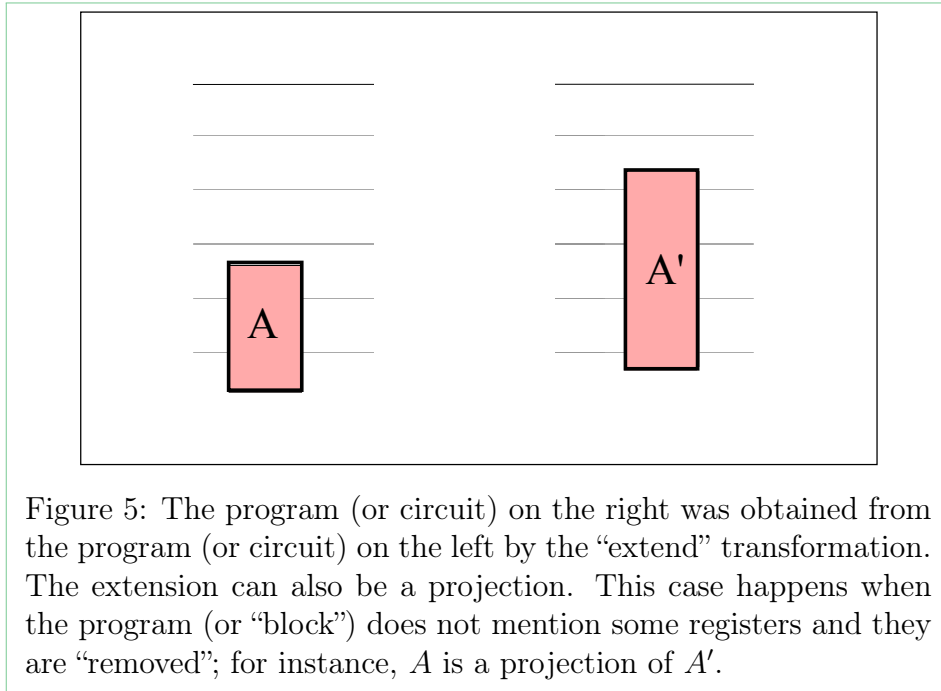 A
A'
Figure 5: The program (or circuit) on the right was obtained from
the program (or circuit) on the left by the “extend” transformation.
The extension can also be a projection. This case happens when
the program (or “block”) does not mention some registers and they
are “removed”; for instance, A is a projection of A′.